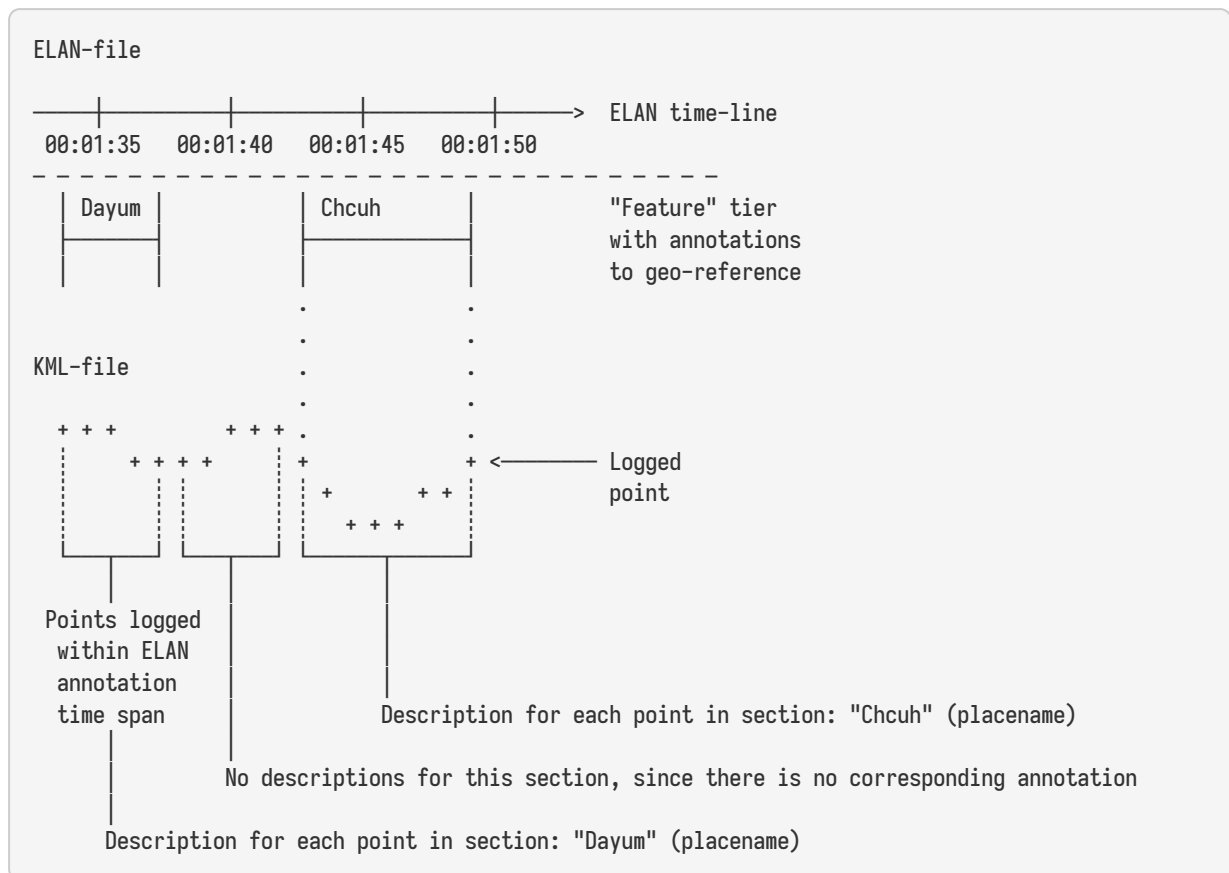 ELAN-file
ELAN time-line
00:01:35 00:01:40 00:01:45 00:01:50
Dayum Chcuh "Feature" tier
with annotations
to geo-reference
KML-file
Logged
point
Points logged
within ELAN
annotation
time span
Description for each point in section: "Chcuh" (placename)
No descriptions for this section, since there is no corresponding annotation
Description for each point in section: "Dayum" (placename)